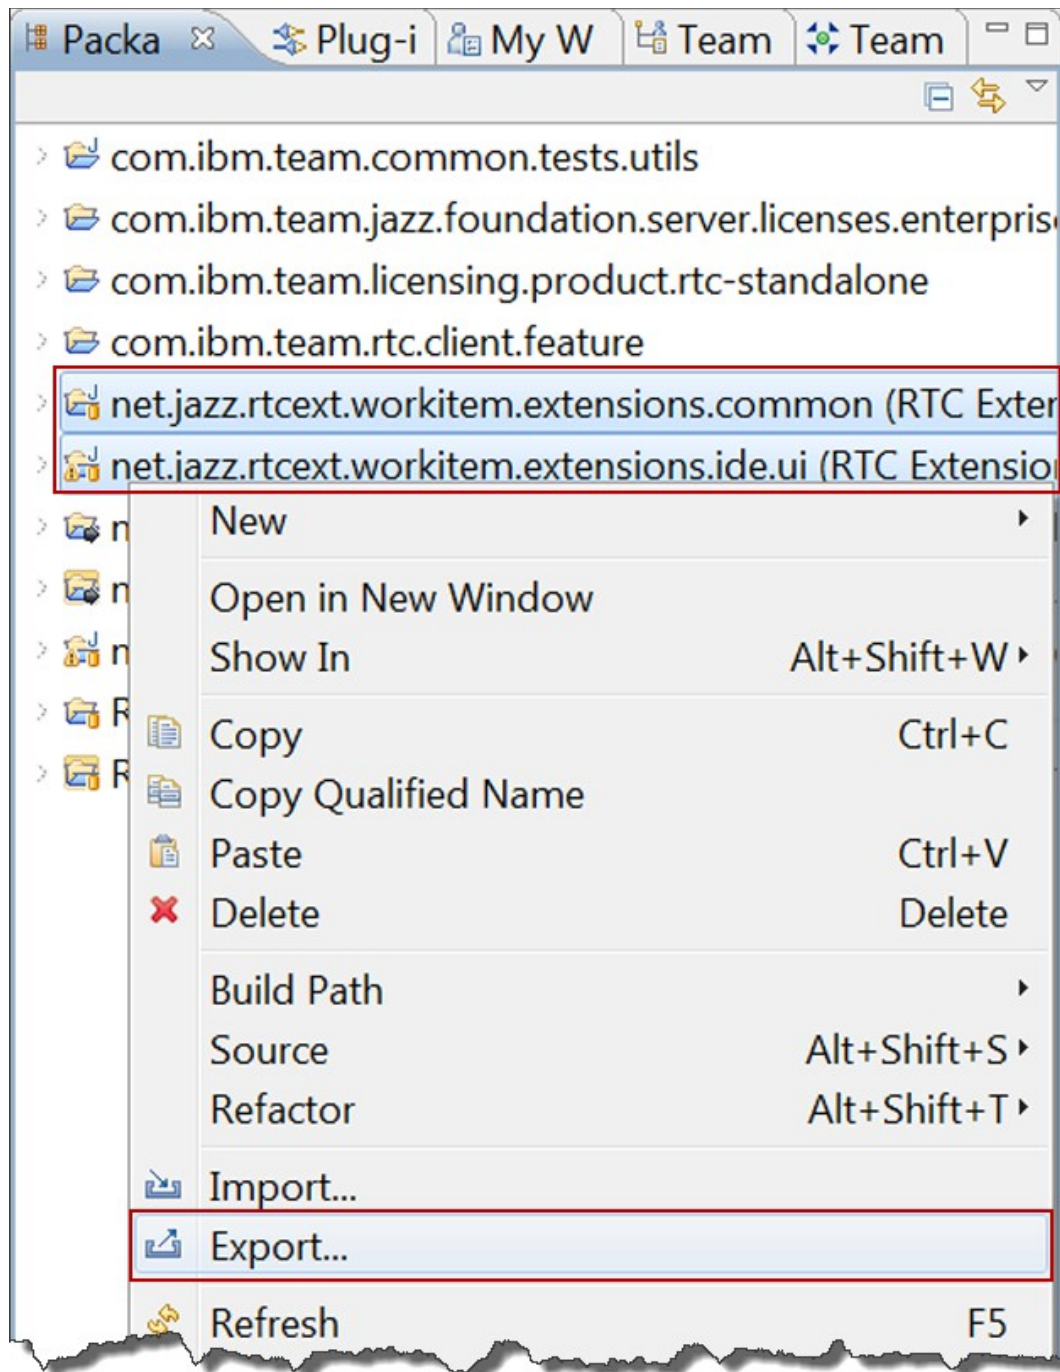 Packa Plug-i My W Team Team
com.ibm.team.common.tests.utils
com.ibm.team.jazz.foundation.server.licenses.enterpris
com.ibm.team.licensing.product.rtc-standalone
com.ibm.team.rtc.client.feature
net.jazz.rtcext.workitem.extensions.common (RTC Exter
net.jazz.rtcext.workitem.extensions.ide.ui (RTC Extension
n New
n Open in New Window
n Show In Alt+Shift+W
R Copy Ctrl+C
R Copy Qualified Name
Paste Ctrl+V
Delete Delete
Build Path
Source Alt+Shift+S
Refactor Alt+Shift+T
Import...
Export...
Refresh F5